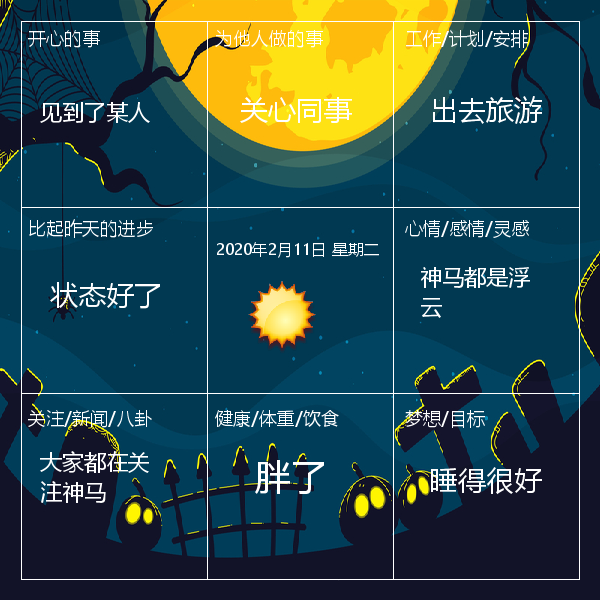 开心的事
为他人做的事
工作/计划/安排
见到了某人
关心同事
出去旅游
比起昨天的进步
2020年2月11日 星期二
心情/感情/灵感
状态好了
神马都是浮
云
关注/新闻/八卦
健康/体重/饮食
梦想/目标
大家都在关
注神马
胖了
睡得很好